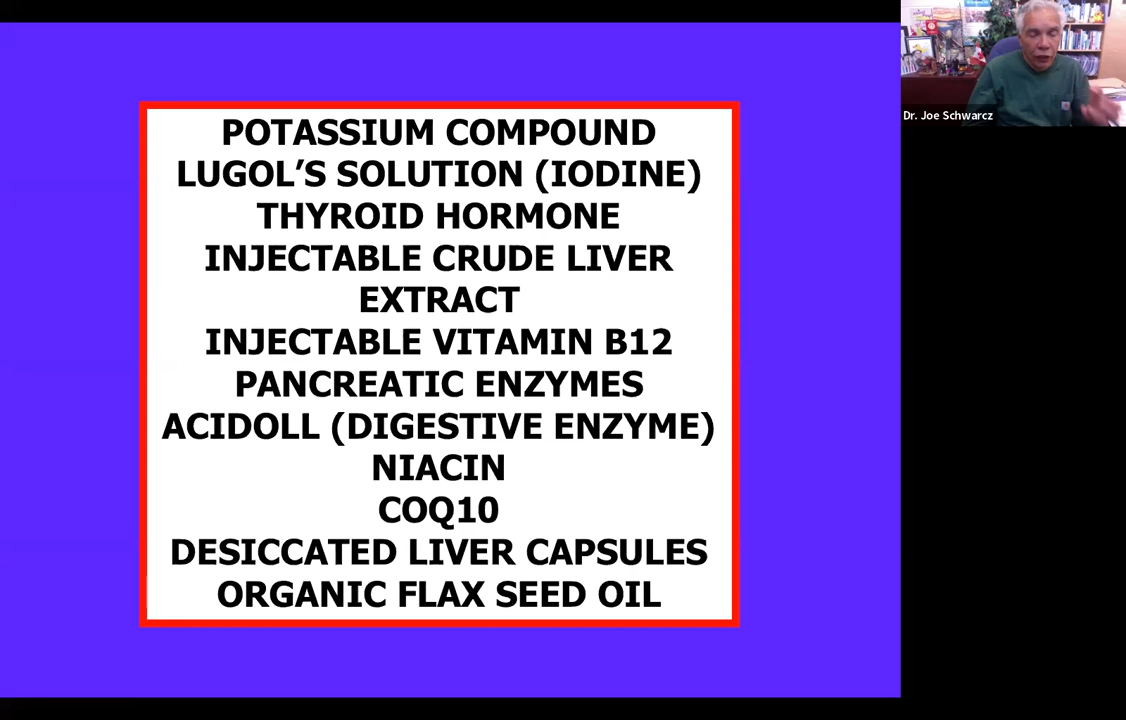 POTASSIUM COMPOUND
LUGOL’S SOLUTION (IODINE)
THYROID HORMONE
INJECTABLE CRUDE LIVER
EXTRACT
INJECTABLE VITAMIN B12
PANCREATIC ENZYMES
ACIDOLL (DIGESTIVE ENZYME)
NIACIN
COQ10
DESICCATED LIVER CAPSULES
ORGANIC FLAX SEED OIL
Dr. Joe Schwarcz